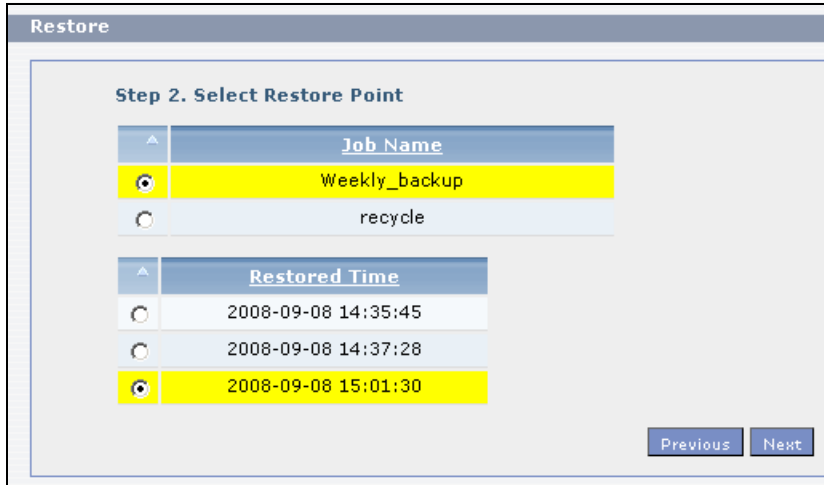 Restore
Step 2. Select Restore Point
Job Name
Weekly_backup
recycle
Restored Time
2008-09-08 14:35:45
2008-09-08 14:37:28
2008-09-08 15:01:30
Previous Next